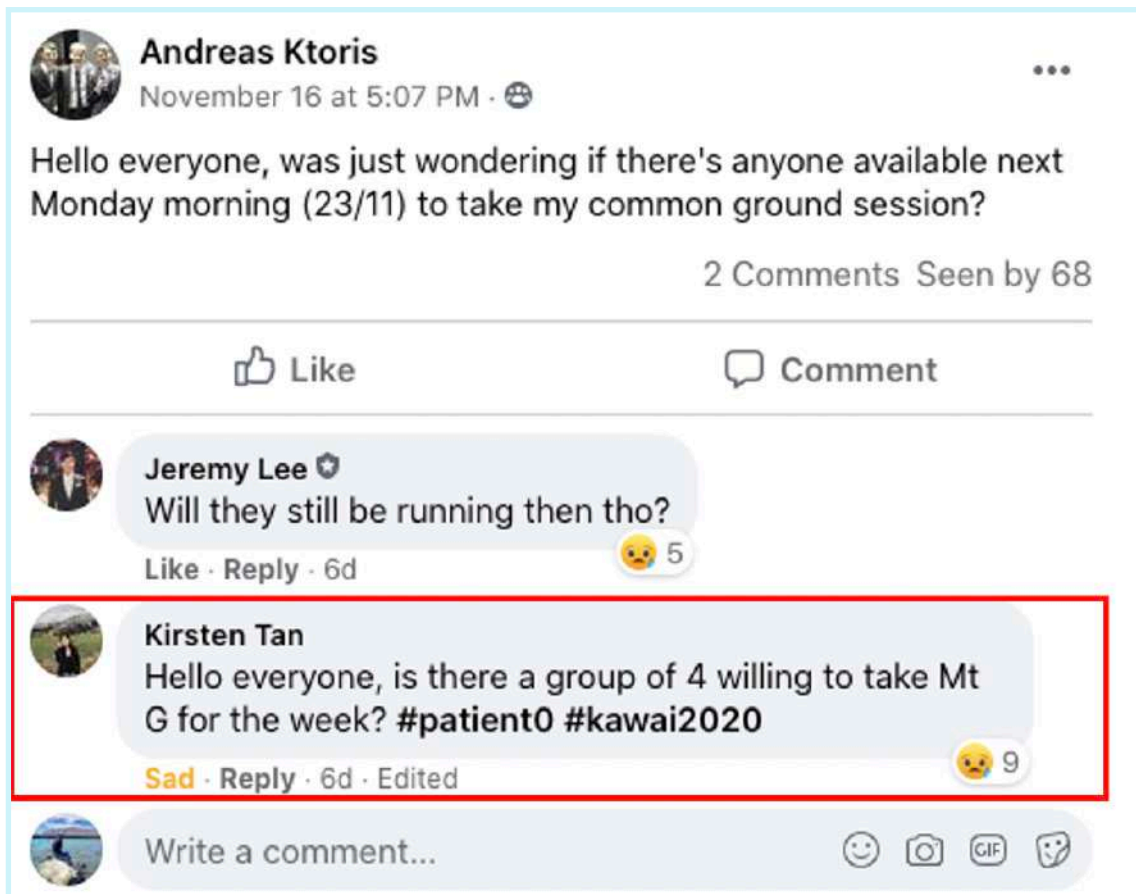 Andreas Ktoris
November 16 at 5:07 PM ·
Hello everyone, was just wondering if there's anyone available next
Monday morning (23/11) to take my common ground session?
2 Comments Seen by 68
Like
Comment
Jeremy Lee
Will they still be running then tho?
5
Like · Reply · 6d
Kirsten Tan
Hello everyone, is there a group of 4 willing to take Mt
G for the week? #patient0 #kawai2020
9
Sad · Reply · 6d · Edited
Write a comment...
GIF